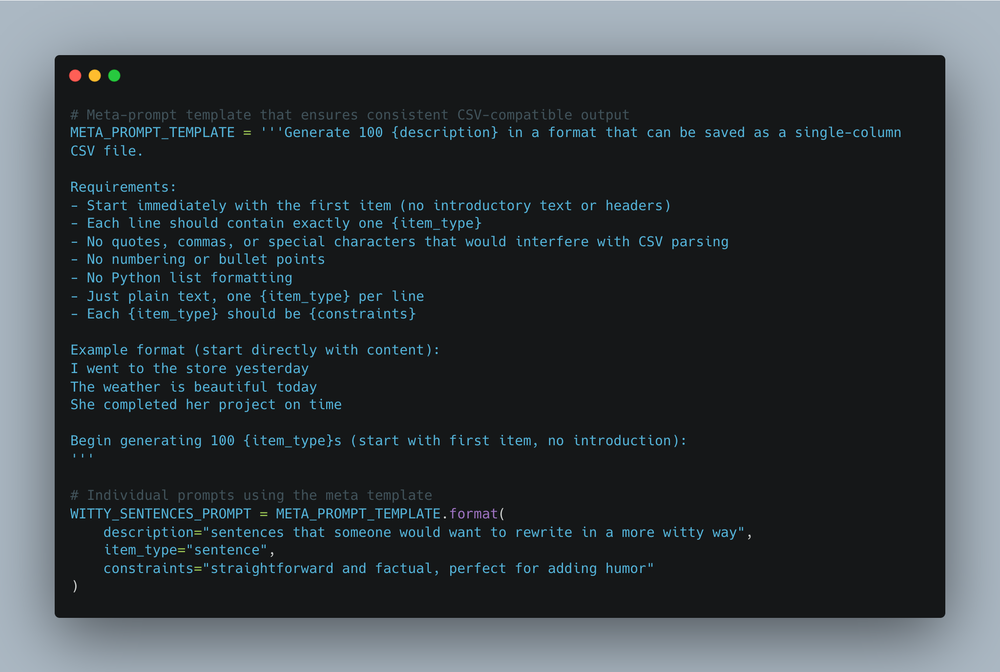 # Meta-prompt template that ensures consistent CSV-compatible output
META_PROMPT_TEMPLATE = '''Generate 100 {description} in a format that can be saved as a single-column
CSV file.

Requirements:
- Start immediately with the first item (no introductory text or headers)
- Each line should contain exactly one {item_type}
- No quotes, commas, or special characters that would interfere with CSV parsing
- No numbering or bullet points
- No Python list formatting
- Just plain text, one {item_type} per line
- Each {item_type} should be {constraints}

Example format (start directly with content):
I went to the store yesterday
The weather is beautiful today
She completed her project on time

Begin generating 100 {item_type}s (start with first item, no introduction):
'''

# Individual prompts using the meta template
WITTY_SENTENCES_PROMPT = META_PROMPT_TEMPLATE.format(
    description="sentences that someone would want to rewrite in a more witty way",
    item_type="sentence",
    constraints="straightforward and factual, perfect for adding humor"
)